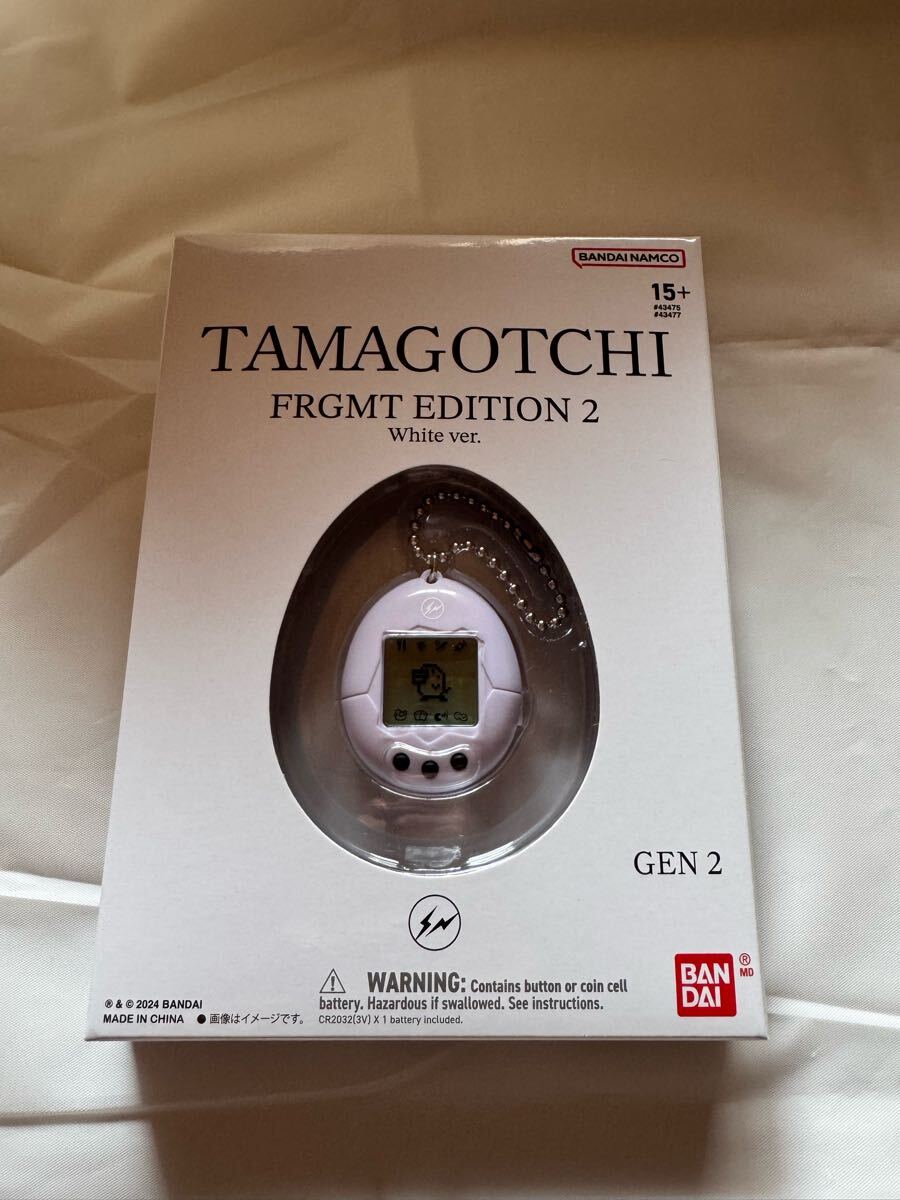 BANDAI NAMCO
15+
#43475
#43477
TAMAGOTCHI
FRGMT EDITION 2
White ver.
GEN 2
⚠ WARNING: Contains button or coin cell
battery. Hazardous if swallowed. See instructions.
CR2032(3V) X 1 battery included.
® & © 2024 BANDAI
MADE IN CHINA ● 画像はイメージです。
BAN
DAI
® MD